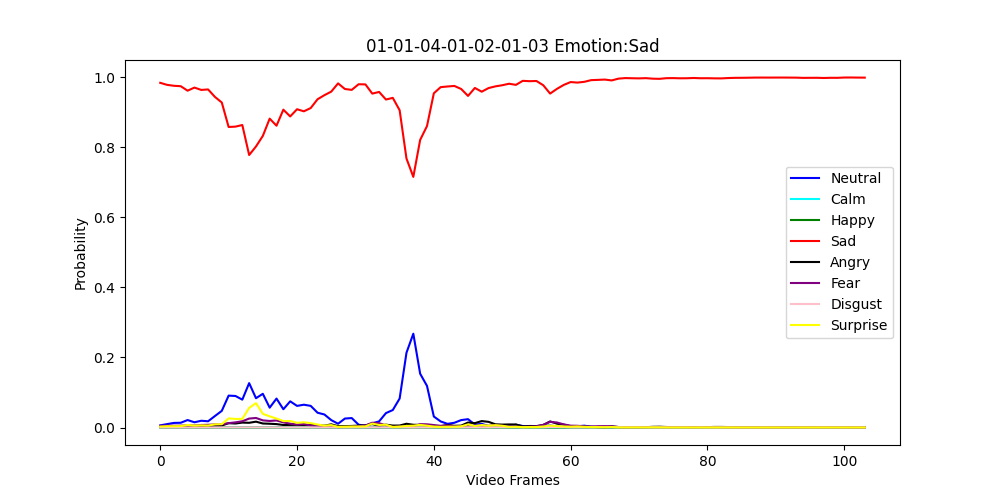 01-01-04-01-02-01-03 Emotion:Sad
Probability
1.0
0.8
0.6
0.4
0.2
0.0
Neutral
Calm
Happy
Sad
Angry
Fear
Disgust
Surprise
0 20 40 60 80 100
Video Frames